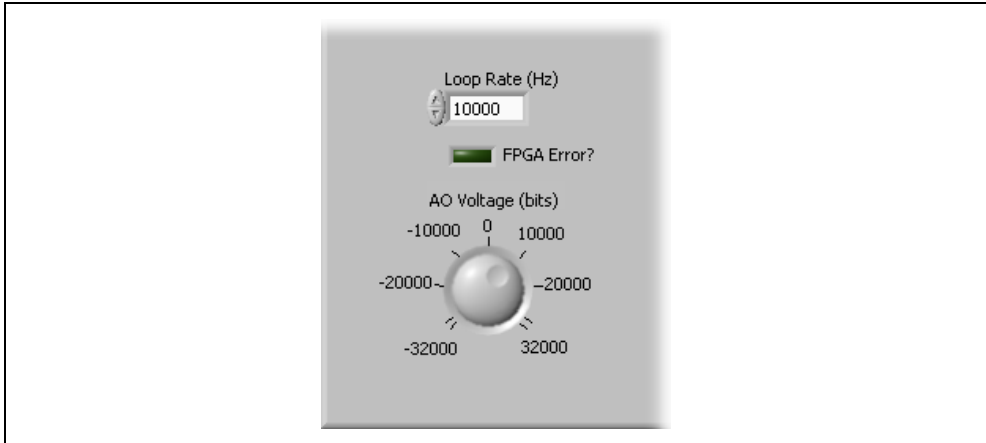 Loop Rate (Hz)
10000
FPGA Error?
AO Voltage (bits)
-10000 0 10000
-20000 20000
-32000 32000